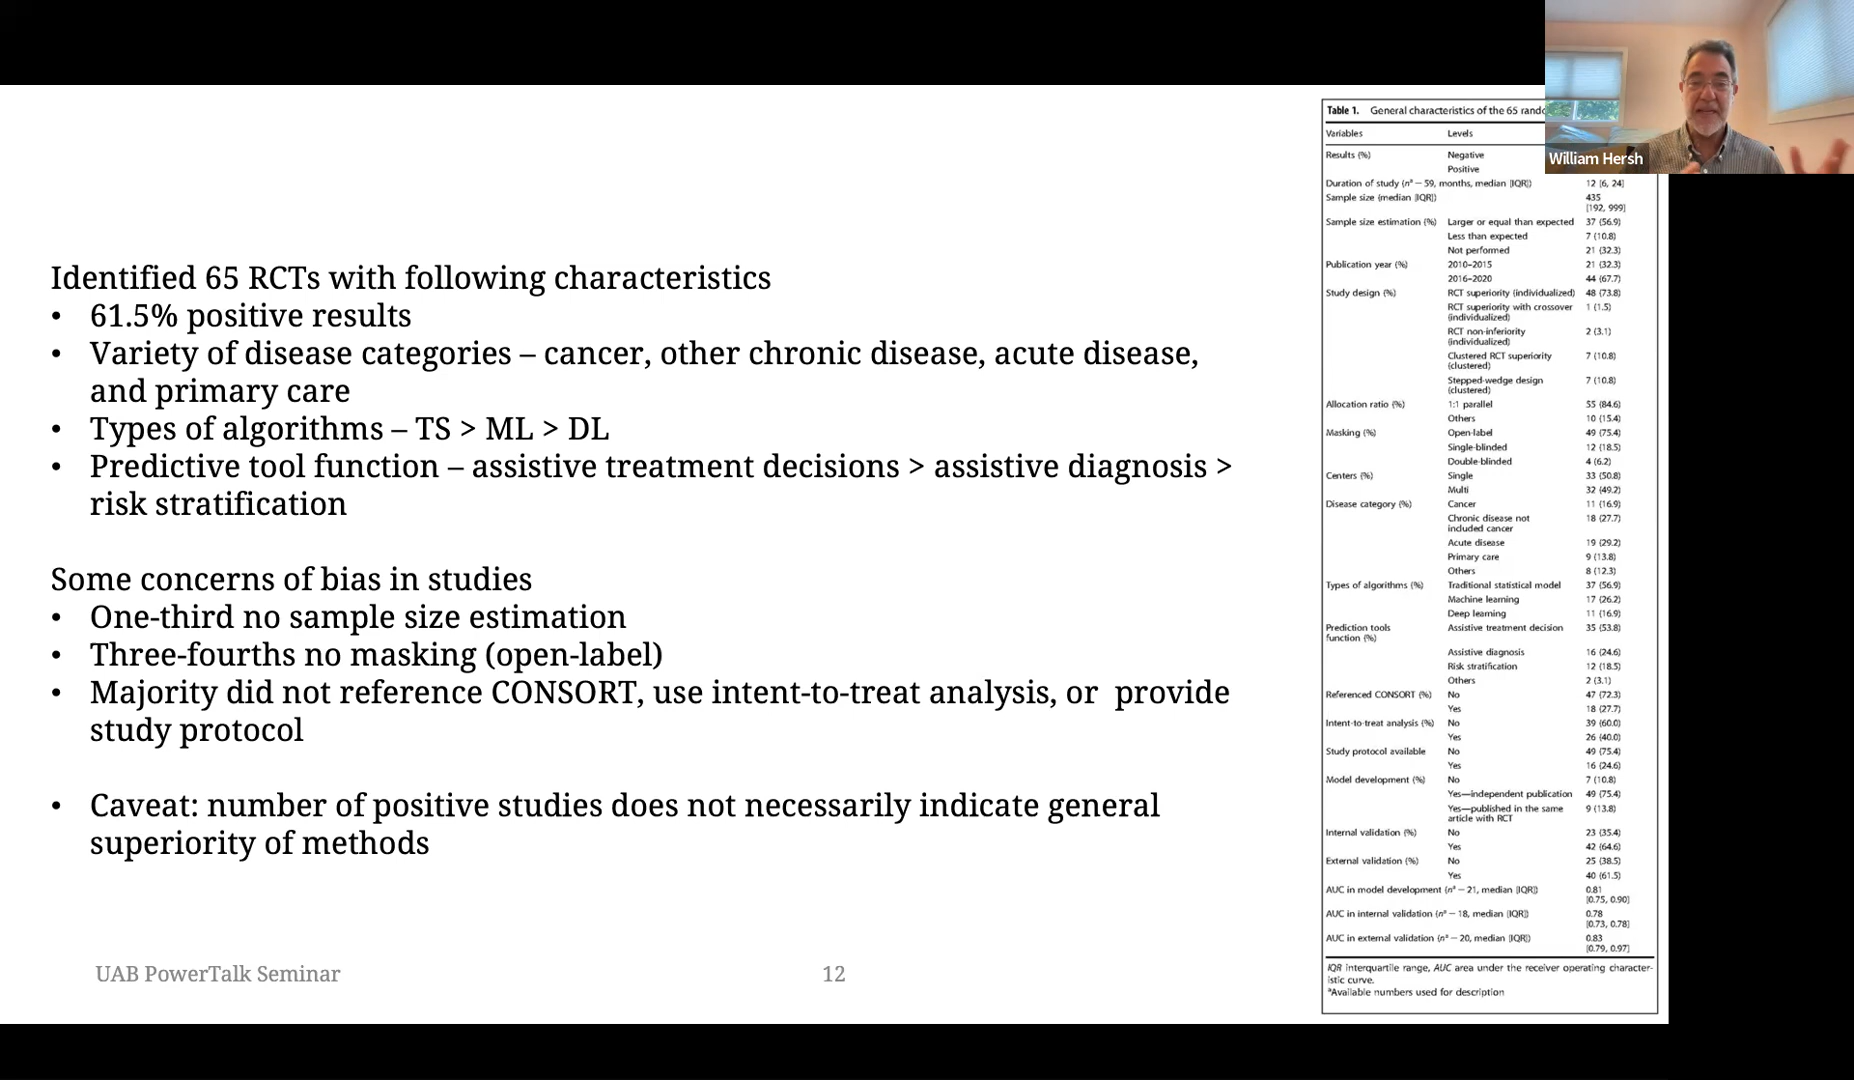 William Hersh
Identified 65 RCTs with following characteristics
• 61.5% positive results
• Variety of disease categories – cancer, other chronic disease, acute disease,
and primary care
• Types of algorithms – TS > ML > DL
• Predictive tool function – assistive treatment decisions > assistive diagnosis >
risk stratification
Some concerns of bias in studies
• One-third no sample size estimation
• Three-fourths no masking (open-label)
• Majority did not reference CONSORT, use intent-to-treat analysis, or  provide
study protocol
• Caveat: number of positive studies does not necessarily indicate general
superiority of methods
UAB PowerTalk Seminar
12
Table 1. General characteristics of the 65
Variables Levels
Results (%) Negative
Positive
Duration of study (nᵃ = 59, months, median [IQR]) 12 [6, 24]
Sample size (median [IQR]) 435
[192, 999]
Sample size estimation (%) Larger or equal than expected 37 (56.9)
Less than expected 7 (10.8)
Not performed 21 (32.3)
Publication year (%) 2010–2015 21 (32.3)
2016–2020 44 (67.7)
Study design (%) RCT superiority (individualized) 48 (73.8)
RCT superiority with crossover 1 (1.5)
(individualized)
RCT non-inferiority 2 (3.1)
(individualized)
Clustered RCT superiority 7 (10.8)
(clustered)
Stepped-wedge design 7 (10.8)
(clustered)
Allocation ratio (%) 1:1 parallel 55 (84.6)
Others 10 (15.4)
Masking (%) Open-label 49 (75.4)
Single-blinded 12 (18.5)
Double-blinded 4 (6.2)
Centers (%) Single 33 (50.8)
Multi 32 (49.2)
Disease category (%) Cancer 11 (16.9)
Chronic disease not 18 (27.7)
included cancer
Acute disease 19 (29.2)
Primary care 9 (13.8)
Others 8 (12.3)
Types of algorithms (%) Traditional statistical model 37 (56.9)
Machine learning 17 (26.2)
Deep learning 11 (16.9)
Prediction tools Assistive treatment decision 35 (53.8)
function (%)
Assistive diagnosis 16 (24.6)
Risk stratification 12 (18.5)
Others 2 (3.1)
Referenced CONSORT (%) No 47 (72.3)
Yes 18 (27.7)
Intent-to-treat analysis (%) No 39 (60.0)
Yes 26 (40.0)
Study protocol available No 49 (75.4)
Yes 16 (24.6)
Model development (%) No 7 (10.8)
Yes—independent publication 49 (75.4)
Yes—published in the same 9 (13.8)
article with RCT
Internal validation (%) No 23 (35.4)
Yes 42 (64.6)
External validation (%) No 25 (38.5)
Yes 40 (61.5)
AUC in model development (nᵃ = 21, median [IQR]) 0.81
[0.75, 0.90]
AUC in internal validation (nᵃ = 18, median [IQR]) 0.78
[0.73, 0.78]
AUC in external validation (nᵃ = 20, median [IQR]) 0.83
[0.79, 0.97]
IQR interquartile range, AUC area under the receiver operating character-
istic curve.
ᵃAvailable numbers used for description